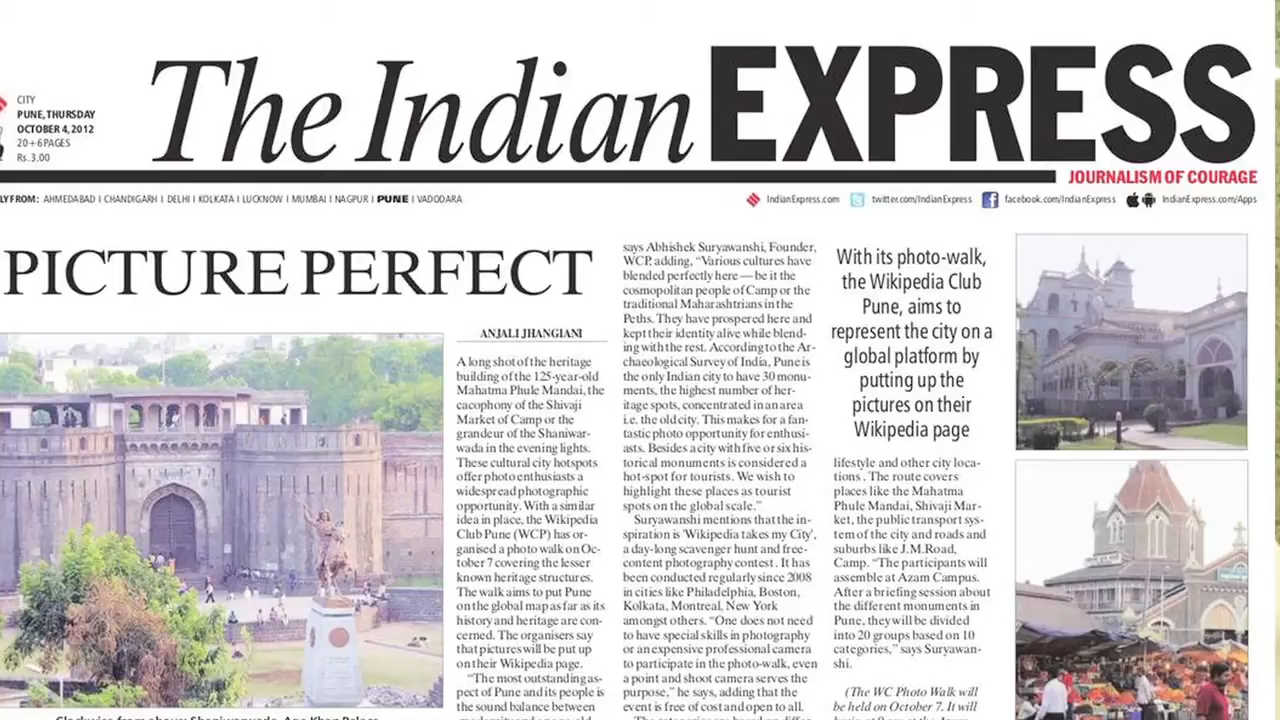 CITY
PUNE, THURSDAY
OCTOBER 4, 2012
20+6 PAGES
Rs. 3.00
The Indian EXPRESS
JOURNALISM OF COURAGE
LY FROM: AHMEDABAD I CHANDIGARH I DELHI I KOLKATA I LUCKNOW I MUMBAI I NAGPUR I PUNE I VADODARA
IndianExpress.com twitter.com/IndianExpress facebook.com/IndianExpress IndianExpress.com/Apps
PICTURE PERFECT
ANJALI JHANGIANI
A long shot of the heritage
building of the 125-year-old
Mahatma Phule Mandai, the
cacophony of the Shivaji
Market of Camp or the
grandeur of the Shaniwar-
wada in the evening lights.
These cultural city hotspots
offer photo enthusiasts a
widespread photographic
opportunity. With a similar
idea in place, the Wikipedia
Club Pune (WCP) has or-
ganised a photo walk on Oc-
tober 7 covering the lesser
known heritage structures.
The walk aims to put Pune
on the global map as far as its
history and heritage are con-
cerned. The organisers say
that pictures will be put up
on their Wikipedia page.
"The most outstanding as-
pect of Pune and its people is
the sound balance between
says Abhishek Suryawanshi, Founder,
WCP, adding, "Various cultures have
blended perfectly here — be it the
cosmopolitan people of Camp or the
traditional Maharashtrians in the
Peths. They have prospered here and
kept their identity alive while blend-
ing with the rest. According to the Ar-
chaeological Survey of India, Pune is
the only Indian city to have 30 monu-
ments, the highest number of her-
itage spots, concentrated in an area
i.e. the old city. This makes for a fan-
tastic photo opportunity for enthusi-
asts. Besides a city with five or six his-
torical monuments is considered a
hot-spot for tourists. We wish to
highlight these places as tourist
spots on the global scale."
Suryawanshi mentions that the in-
spiration is 'Wikipedia takes my City',
a day-long scavenger hunt and free-
content photography contest. It has
been conducted regularly since 2008
in cities like Philadelphia, Boston,
Kolkata, Montreal, New York
amongst others. "One does not need
to have special skills in photography
or an expensive professional camera
to participate in the photo-walk, even
a point and shoot camera serves the
purpose," he says, adding that the
event is free of cost and open to all.
With its photo-walk,
the Wikipedia Club
Pune, aims to
represent the city on a
global platform by
putting up the
pictures on their
Wikipedia page
lifestyle and other city loca-
tions. The route covers
places like the Mahatma
Phule Mandai, Shivaji Mar-
ket, the public transport sys-
tem of the city and roads and
suburbs like J.M.Road,
Camp. "The participants will
assemble at Azam Campus.
After a briefing session about
the different monuments in
Pune, they will be divided
into 20 groups based on 10
categories," says Suryawan-
shi.
(The WC Photo Walk will
be held on October 7. It will